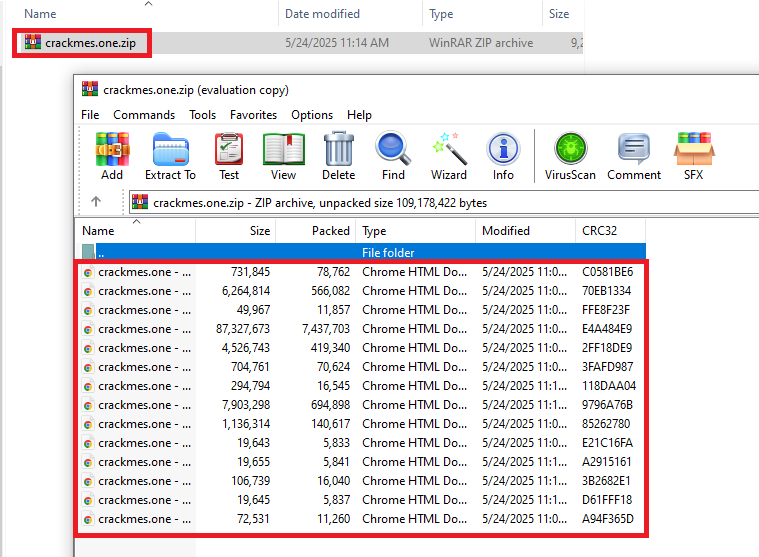 Name Date modified Type Size
crackmes.one.zip 5/24/2025 11:14 AM WinRAR ZIP archive 9,2
crackmes.one.zip (evaluation copy)
File Commands Tools Favorites Options Help
Add Extract To Test View Delete Find Wizard Info VirusScan Comment SFX
crackmes.one.zip - ZIP archive, unpacked size 109,178,422 bytes
Name Size Packed Type Modified CRC32
.. File folder
crackmes.one - ... 731,845 78,762 Chrome HTML Do... 5/24/2025 11:0... C0581BE6
crackmes.one - ... 6,264,814 566,082 Chrome HTML Do... 5/24/2025 11:0... 70EB1334
crackmes.one - ... 49,967 11,857 Chrome HTML Do... 5/24/2025 11:0... FFE8F23F
crackmes.one - ... 87,327,673 7,437,703 Chrome HTML Do... 5/24/2025 11:0... E4A484E9
crackmes.one - ... 4,526,743 419,340 Chrome HTML Do... 5/24/2025 11:0... 2FF18DE9
crackmes.one - ... 704,761 70,624 Chrome HTML Do... 5/24/2025 11:0... 3FAFD987
crackmes.one - ... 294,794 16,545 Chrome HTML Do... 5/24/2025 11:1... 118DAA04
crackmes.one - ... 7,903,298 694,898 Chrome HTML Do... 5/24/2025 11:1... 9796A76B
crackmes.one - ... 1,136,314 140,617 Chrome HTML Do... 5/24/2025 11:0... 85262780
crackmes.one - ... 19,643 5,833 Chrome HTML Do... 5/24/2025 11:0... E21C16FA
crackmes.one - ... 19,655 5,841 Chrome HTML Do... 5/24/2025 11:1... A2915161
crackmes.one - ... 106,739 16,040 Chrome HTML Do... 5/24/2025 11:1... 3B2682E1
crackmes.one - ... 19,645 5,837 Chrome HTML Do... 5/24/2025 11:1... D61FFF18
crackmes.one - ... 72,531 11,260 Chrome HTML Do... 5/24/2025 11:0... A94F365D